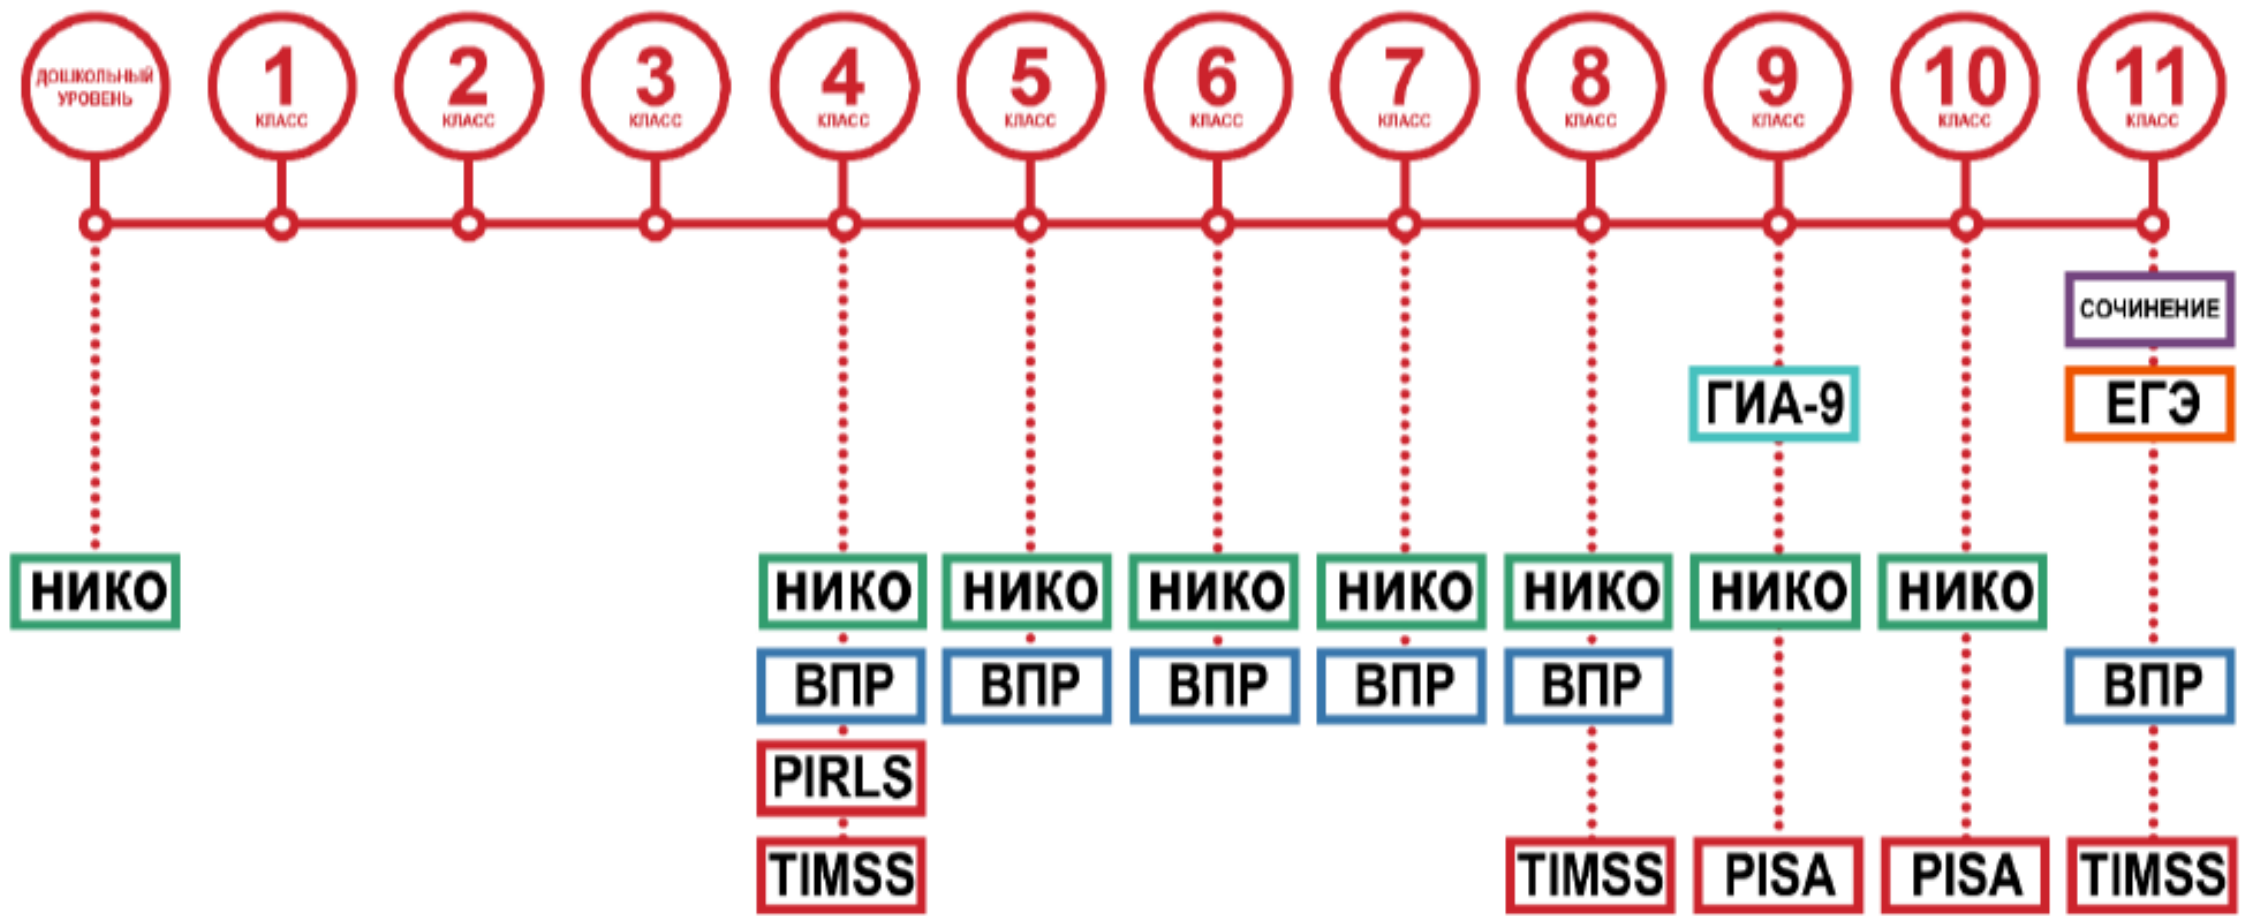 ДОШКОЛЬНЫЙ
УРОВЕНЬ
1
КЛАСС
2
КЛАСС
3
КЛАСС
4
КЛАСС
5
КЛАСС
6
КЛАСС
7
КЛАСС
8
КЛАСС
9
КЛАСС
10
КЛАСС
11
КЛАСС
СОЧИНЕНИЕ
ГИА-9
ЕГЭ
НИКО
НИКО
НИКО
НИКО
НИКО
НИКО
НИКО
НИКО
ВПР
ВПР
ВПР
ВПР
ВПР
ВПР
PIRLS
TIMSS
TIMSS
PISA
PISA
TIMSS